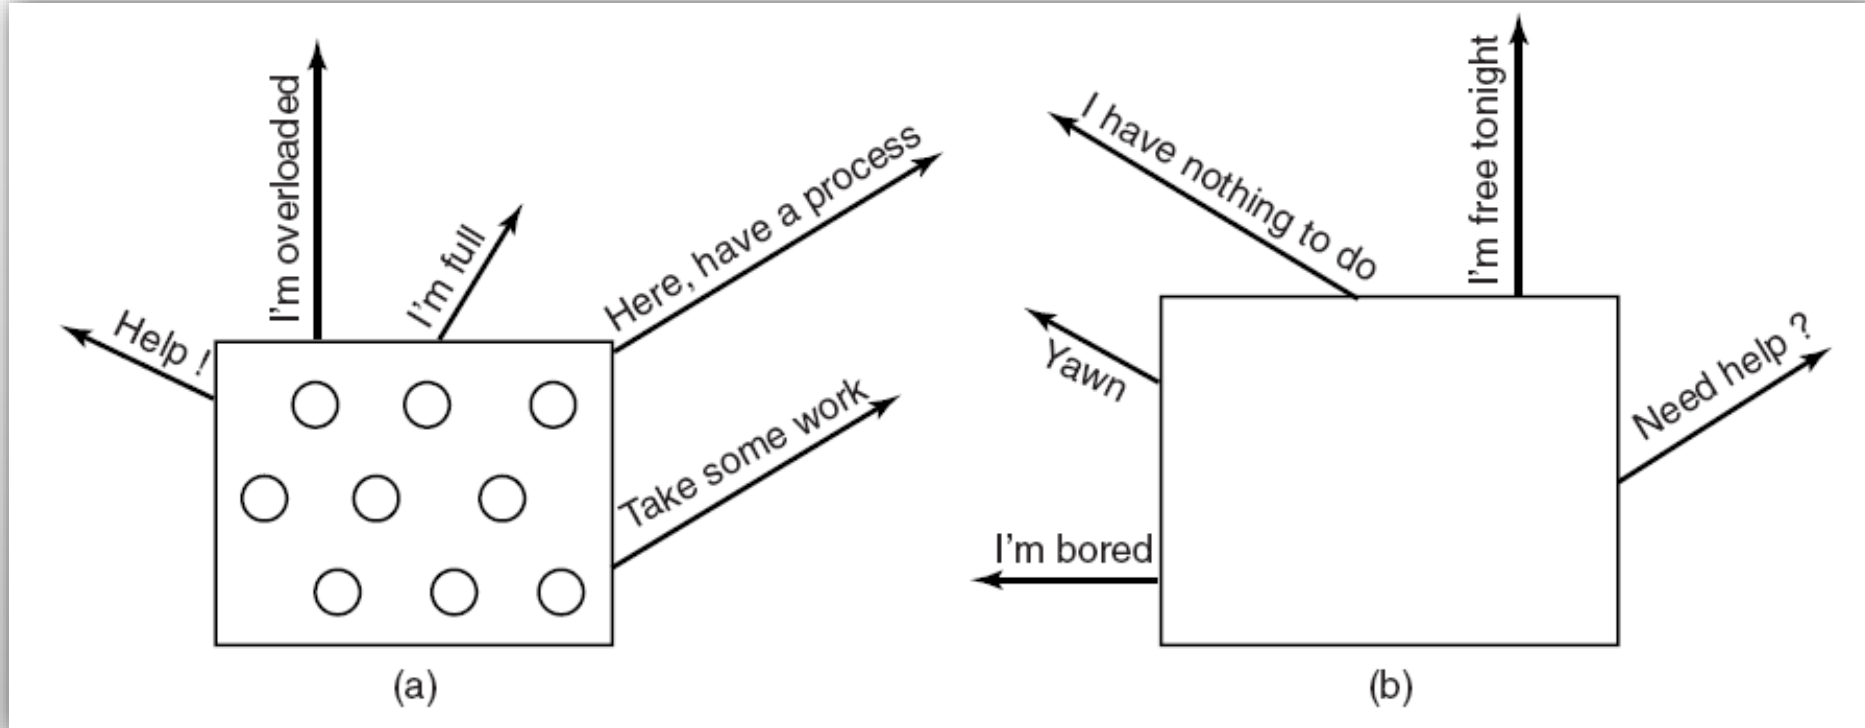 I'm overloaded
I'm full
Here, have a process
Help !
Take some work
(a)
I have nothing to do
I'm free tonight
Yawn
Need help ?
I'm bored
(b)